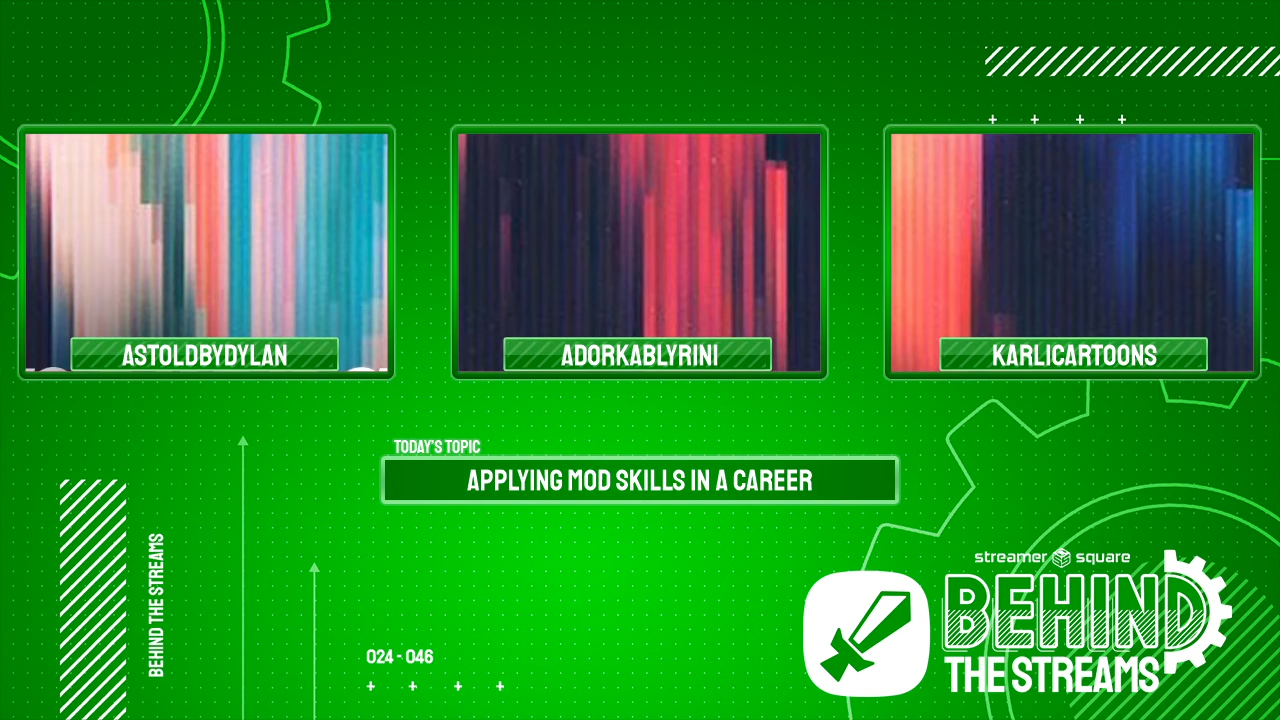 ASTOLDBYDYLAN
ADORKABLYRINI
KARLICARTOONS
TODAY'S TOPIC
APPLYING MOD SKILLS IN A CAREER
BEHIND THE STREAMS
024 - 046
streamer square
BEHIND
THE STREAMS